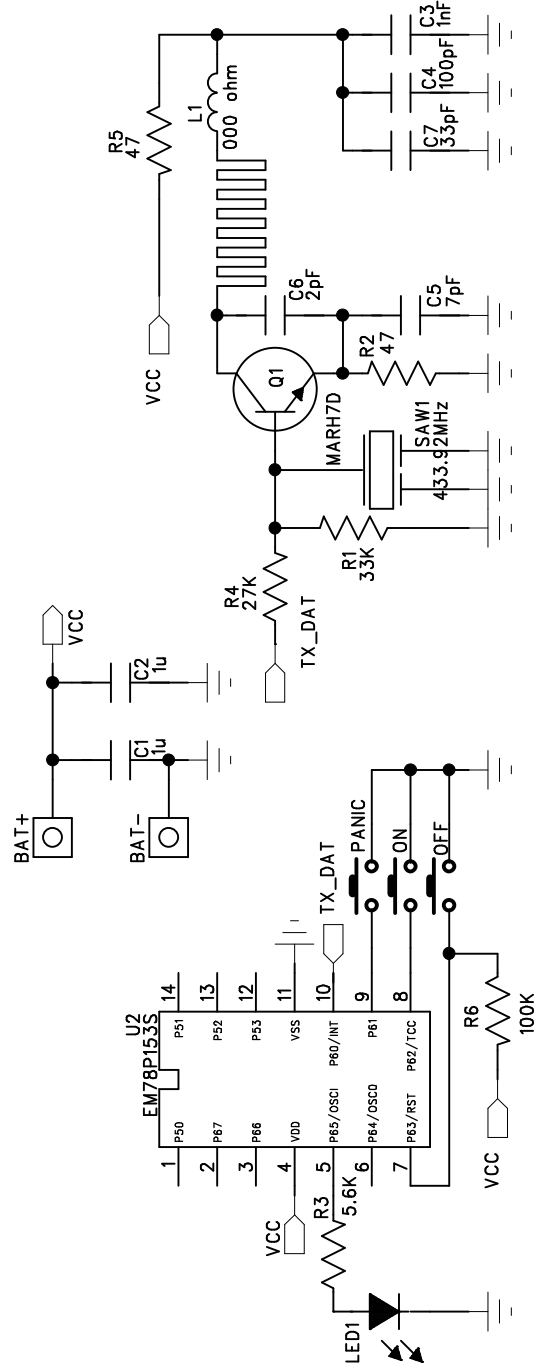 BAT+
BAT-
C1
1u
C2
1u
VCC
VCC
R5
47
L1
000 ohm
C3
1nF
C4
100pF
C7
33pF
C6
2pF
C5
7pF
R2
47
Q1
MARH7D
SAW1
433.92MHz
R1
33K
R4
27K
TX_DAT
U2
EM78P153S
1
P50
2
P67
3
P66
4
VDD
5
P65/OSCI
6
P64/OSCO
7
P63/RST
14
P51
13
P52
12
P53
11
VSS
10
P60/INT
9
P61
8
P62/TCC
TX_DAT
PANIC
ON
OFF
VCC
R3
5.6K
LED1
VCC
R6
100K